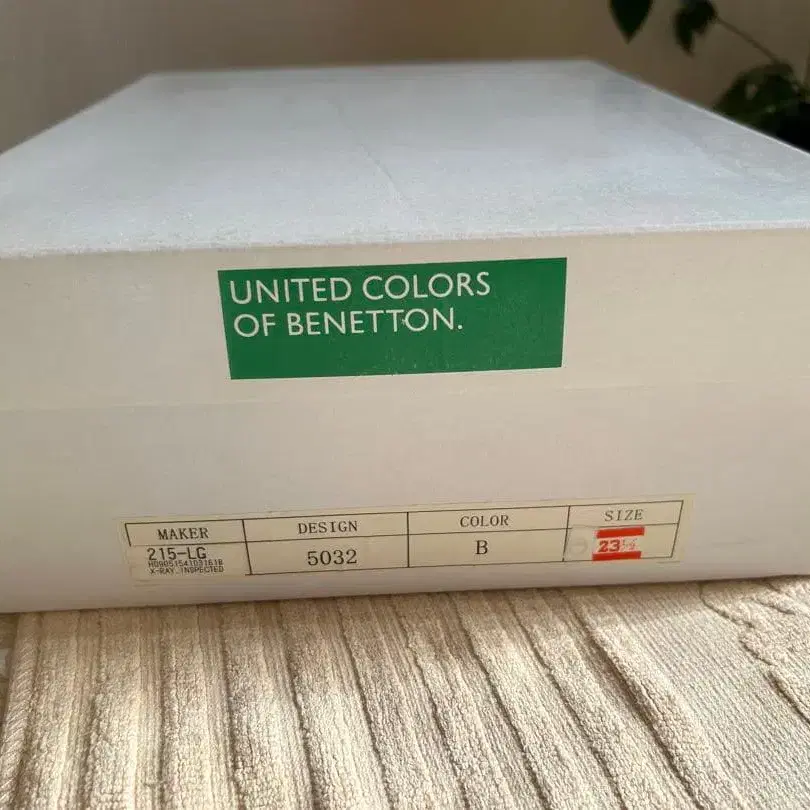 UNITED COLORS
OF BENETTON.
MAKER DESIGN COLOR SIZE
215-LG 5032 B 23½
X-RAY INSPECTED